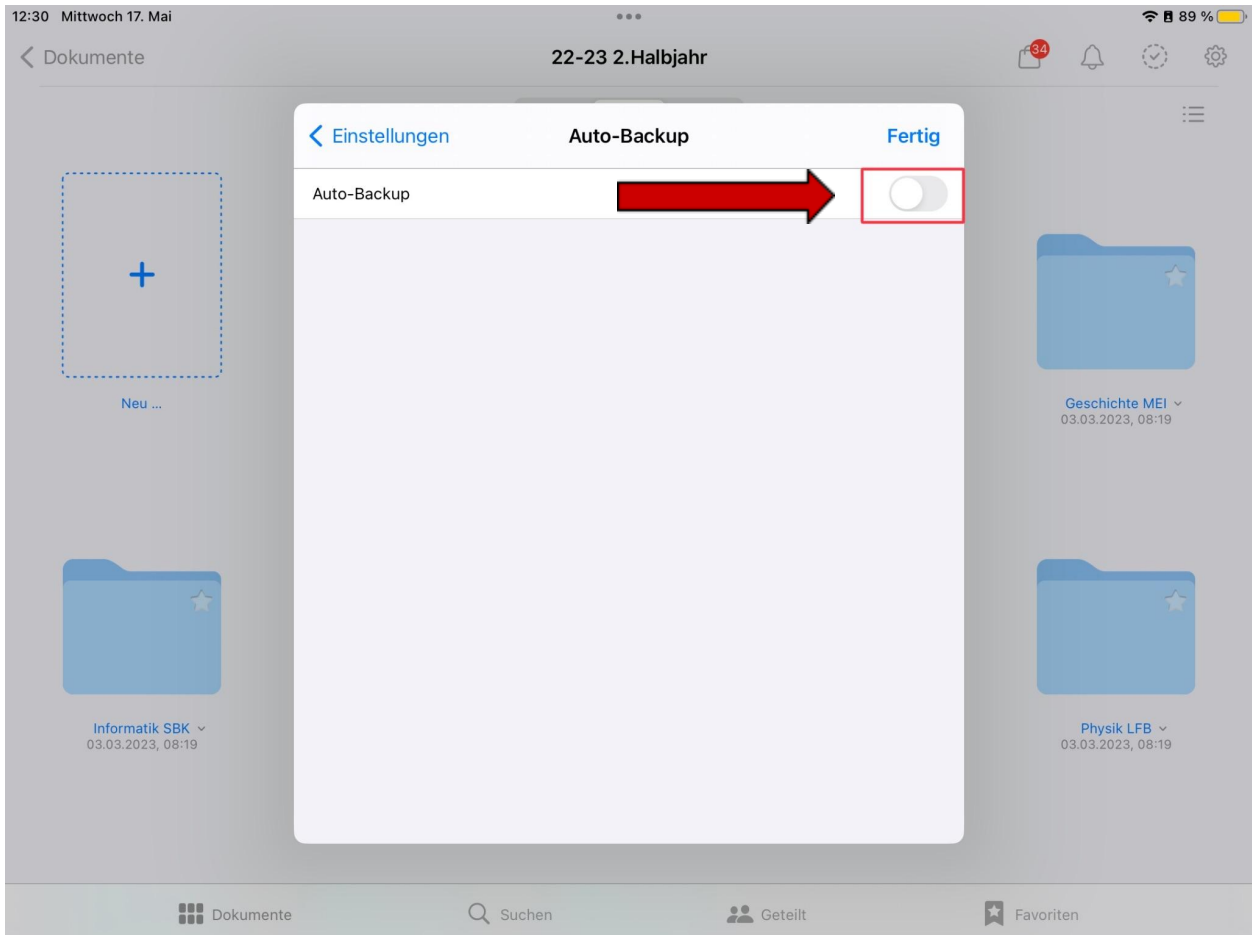 12:30 Mittwoch 17. Mai
89 %
Dokumente
22-23 2.Halbjahr
34
Einstellungen
Auto-Backup
Fertig
Auto-Backup
Neu ...
Geschichte MEI
03.03.2023, 08:19
Informatik SBK
03.03.2023, 08:19
Physik LFB
03.03.2023, 08:19
Dokumente
Suchen
Geteilt
Favoriten